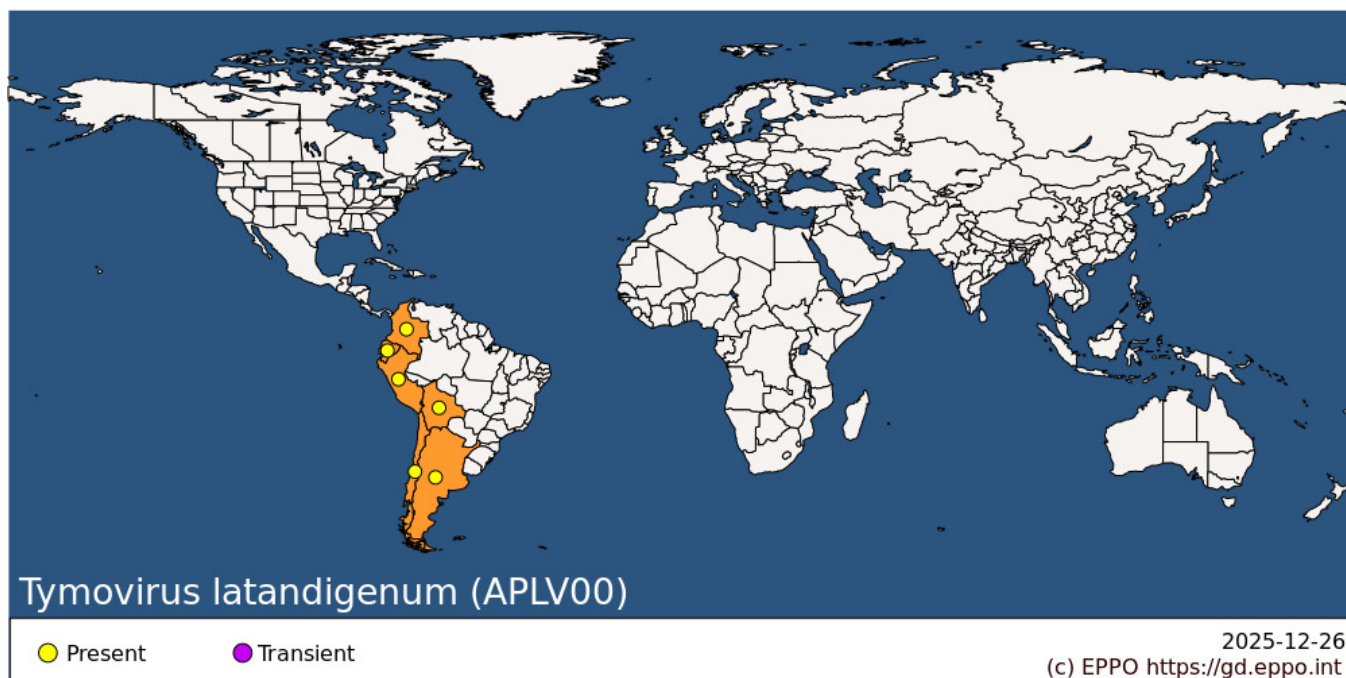 Tymovirus latandigenum (APLV00)
Present
Transient
2025-12-26
(c) EPPO https://gd.eppo.int